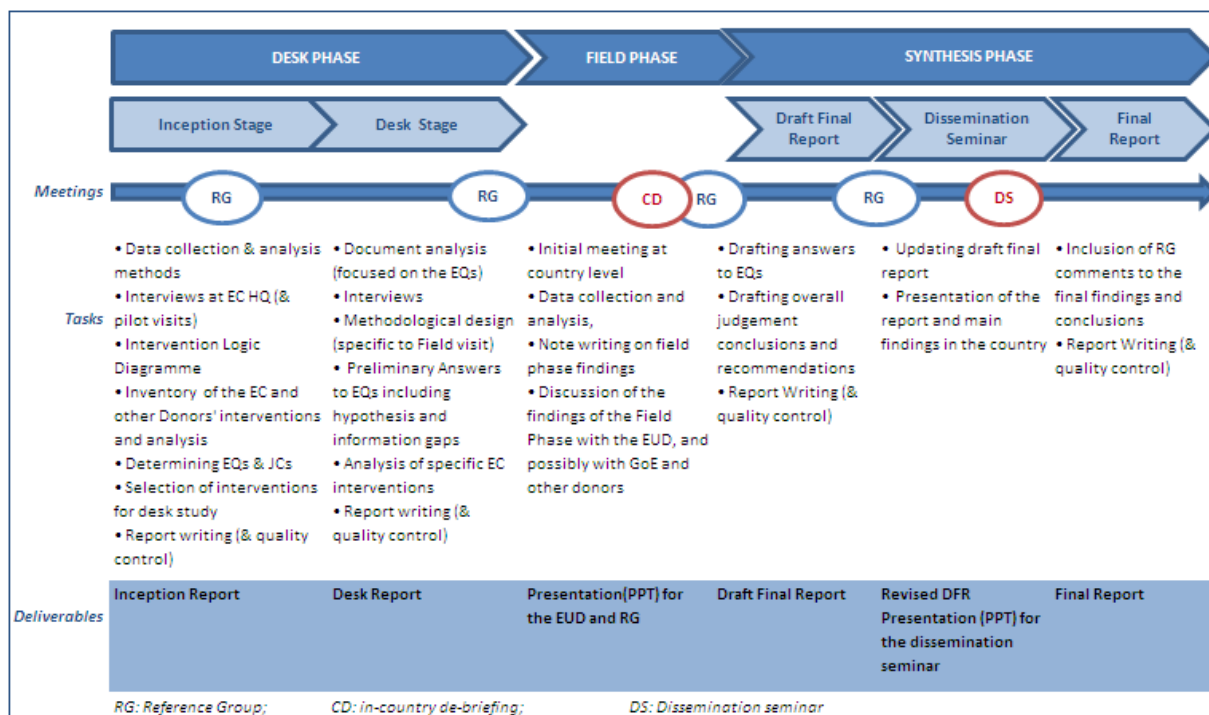 DESK PHASE
FIELD PHASE
SYNTHESIS PHASE
Inception Stage
Desk Stage
Draft Final
Report
Dissemination
Seminar
Final
Report
Meetings
RG
RG
CD
RG
RG
DS
Tasks
• Data collection & analysis
methods
• Interviews at EC HQ (&
pilot visits)
• Intervention Logic
Diagramme
• Inventory of the EC and
other Donors' interventions
and analysis
• Determining EQs & JCs
• Selection of interventions
for desk study
• Report writing (& quality
control)
• Document analysis
(focused on the EQs)
• Interviews
• Methodological design
(specific to Field visit)
• Preliminary Answers
to EQs including
hypothesis and
information gaps
• Analysis of specific EC
interventions
• Report writing (&
quality control)
• Initial meeting at
country level
• Data collection and
analysis,
• Note writing on field
phase findings
• Discussion of the
findings of the Field
Phase with the EUD, and
possibly with GoE and
other donors
• Drafting answers
to EQs
• Drafting overall
judgement
conclusions and
recommendations
• Report Writing (&
quality control)
• Updating draft final
report
• Presentation of the
report and main
findings in the country
• Inclusion of RG
comments to the
final findings and
conclusions
• Report Writing (&
quality control)
Deliverables
Inception Report
Desk Report
Presentation(PPT) for
the EUD and RG
Draft Final Report
Revised DFR
Presentation (PPT) for
the dissemination
seminar
Final Report
RG: Reference Group;
CD: in-country de-briefing;
DS: Dissemination seminar